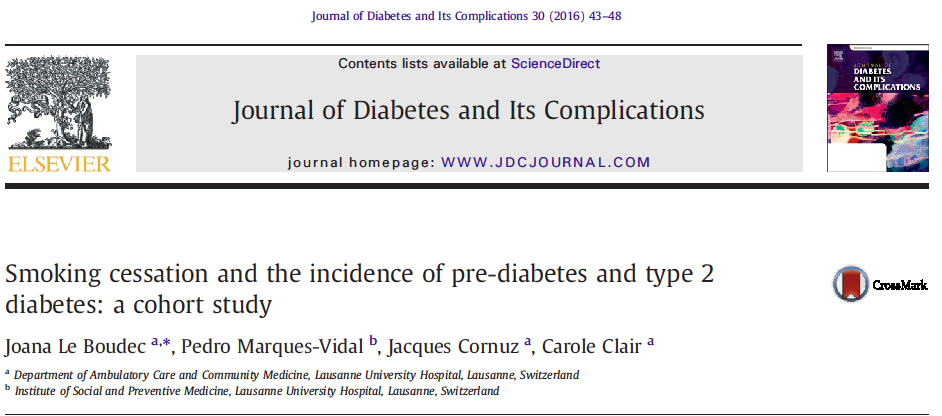 Journal of Diabetes and Its Complications 30 (2016) 43–48
Contents lists available at ScienceDirect
Journal of Diabetes and Its Complications
journal homepage: WWW.JDCJOURNAL.COM
ELSEVIER
JOURNAL OF
DIABETES
AND ITS
COMPLICATIONS
Smoking cessation and the incidence of pre-diabetes and type 2
diabetes: a cohort study
CrossMark
Joana Le Boudec a,*, Pedro Marques-Vidal b, Jacques Cornuz a, Carole Clair a
a Department of Ambulatory Care and Community Medicine, Lausanne University Hospital, Lausanne, Switzerland
b Institute of Social and Preventive Medicine, Lausanne University Hospital, Lausanne, Switzerland